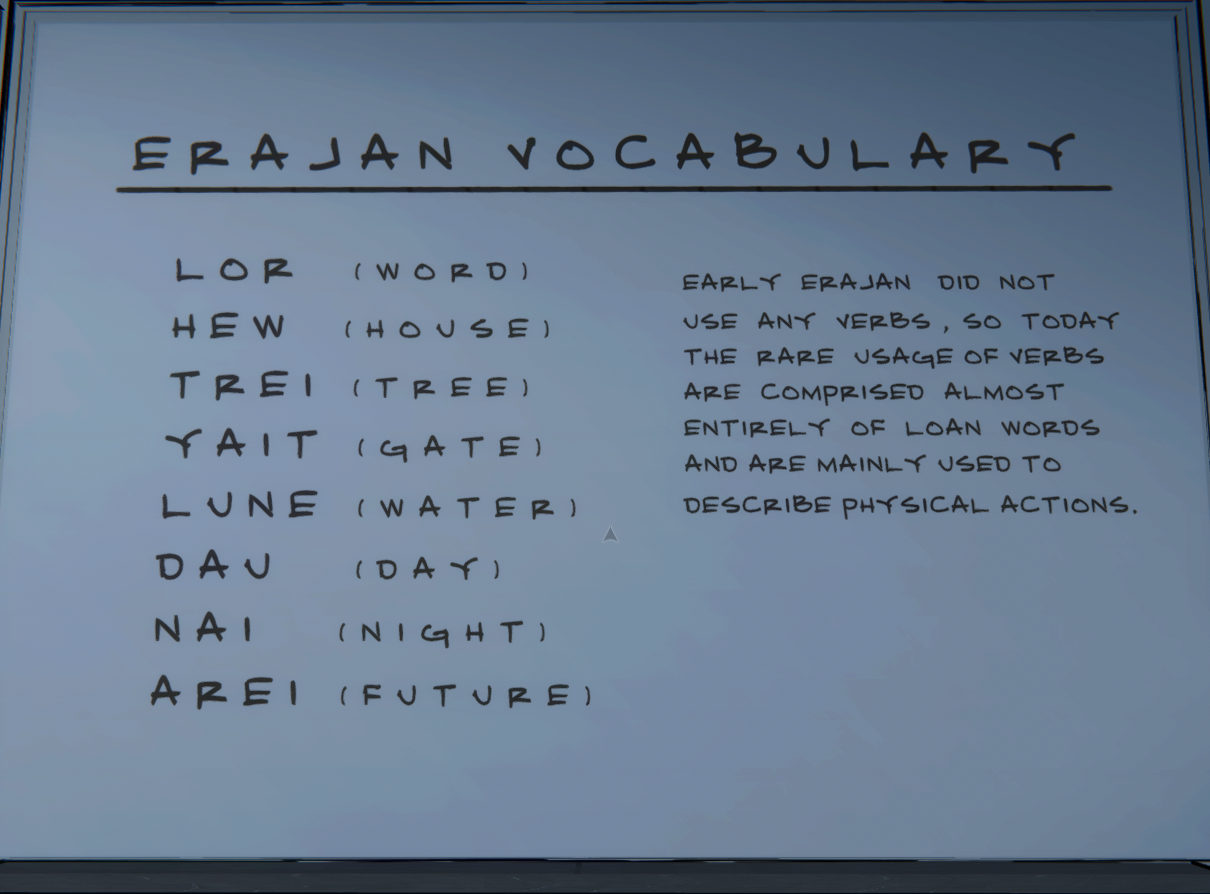 ERAJAN VOCABULARY
LOR (WORD)
HEW (HOUSE)
TREI (TREE)
YAIT (GATE)
LUNE (WATER)
DAU (DAY)
NAI (NIGHT)
AREI (FUTURE)
EARLY ERAJAN DID NOT
USE ANY VERBS, SO TODAY
THE RARE USAGE OF VERBS
ARE COMPRISED ALMOST
ENTIRELY OF LOAN WORDS
AND ARE MAINLY USED TO
DESCRIBE PHYSICAL ACTIONS.